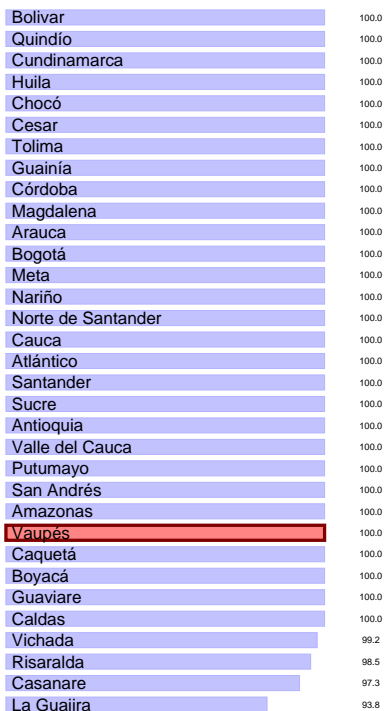 Bolivar 100.0
Quindío 100.0
Cundinamarca 100.0
Huila 100.0
Chocó 100.0
Cesar 100.0
Tolima 100.0
Guainía 100.0
Córdoba 100.0
Magdalena 100.0
Arauca 100.0
Bogotá 100.0
Meta 100.0
Nariño 100.0
Norte de Santander 100.0
Cauca 100.0
Atlántico 100.0
Santander 100.0
Sucre 100.0
Antioquia 100.0
Valle del Cauca 100.0
Putumayo 100.0
San Andrés 100.0
Amazonas 100.0
Vaupés 100.0
Caquetá 100.0
Boyacá 100.0
Guaviare 100.0
Caldas 100.0
Vichada 99.2
Risaralda 98.5
Casanare 97.3
La Guajira 93.8